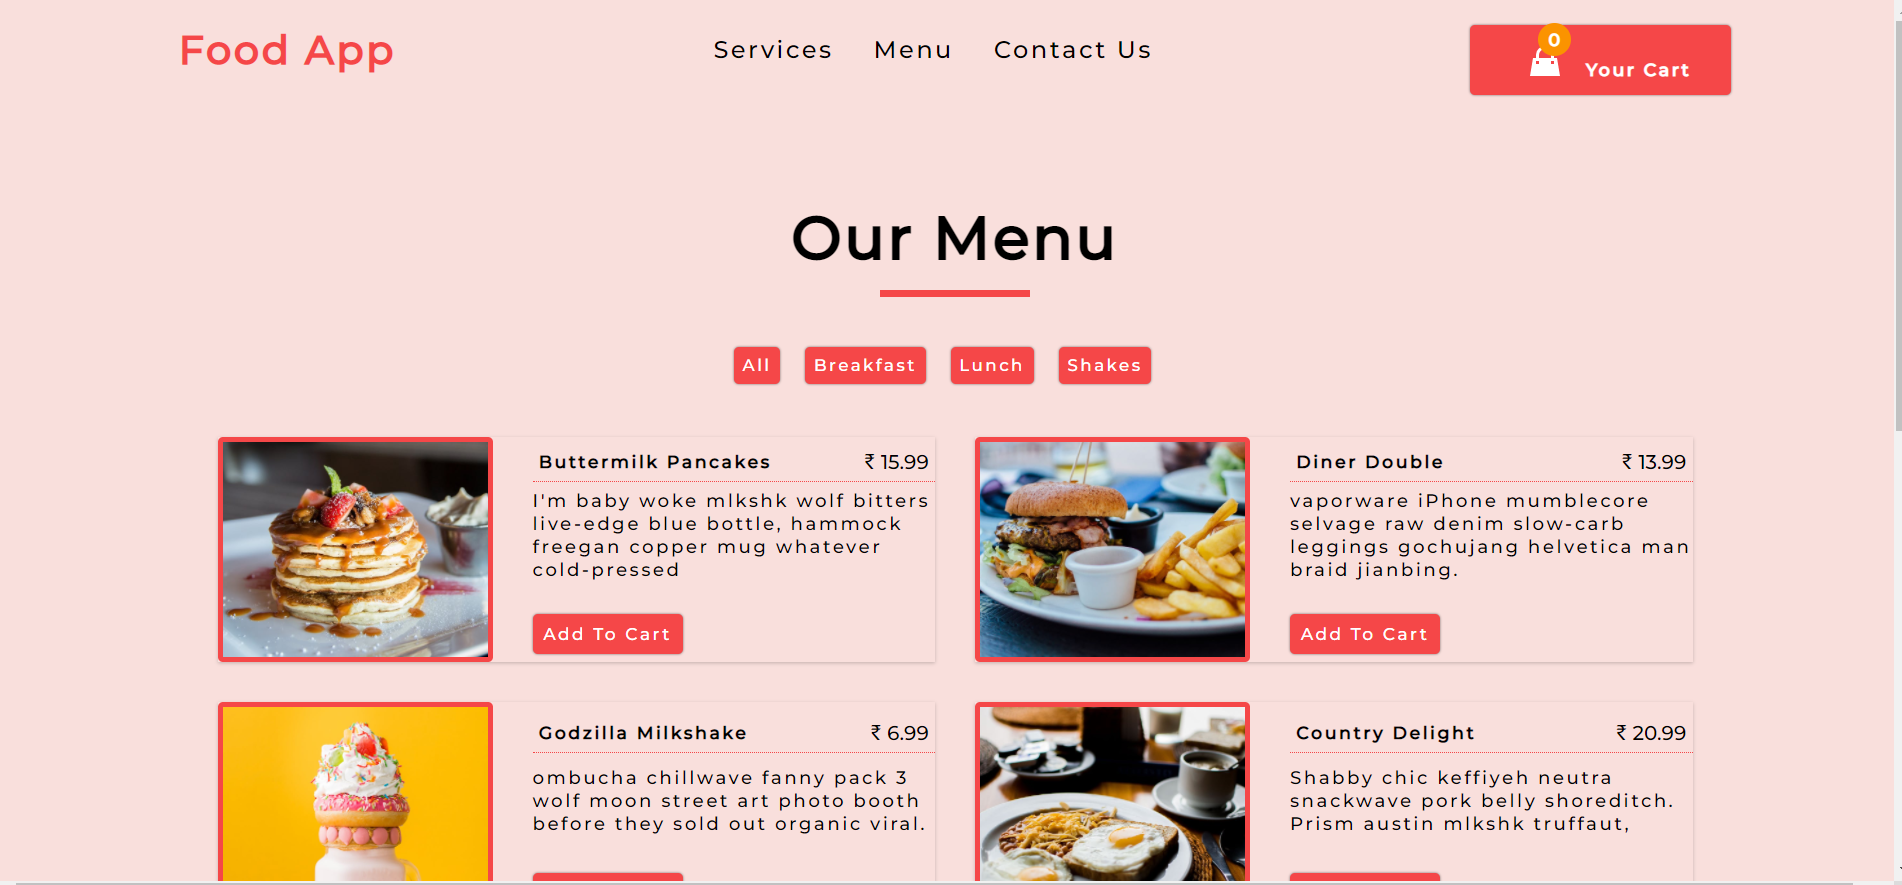 Food App
Services Menu Contact Us
0
Your Cart
Our Menu
All Breakfast Lunch Shakes
Buttermilk Pancakes ₹ 15.99
I'm baby woke mlkshk wolf bitters
live-edge blue bottle, hammock
freegan copper mug whatever
cold-pressed
Add To Cart
Diner Double ₹ 13.99
vaporware iPhone mumblecore
selvage raw denim slow-carb
leggings gochujang helvetica man
braid jianbing.
Add To Cart
Godzilla Milkshake ₹ 6.99
ombucha chillwave fanny pack 3
wolf moon street art photo booth
before they sold out organic viral.
Country Delight ₹ 20.99
Shabby chic keffiyeh neutra
snackwave pork belly shoreditch.
Prism austin mlkshk truffaut,